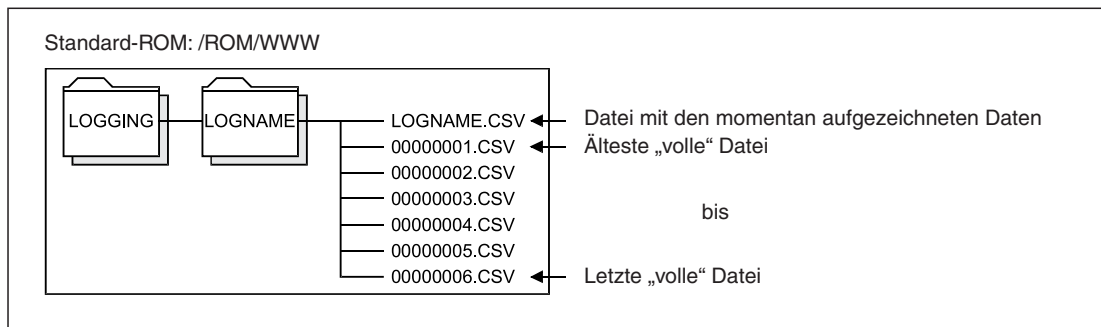 Standard-ROM: /ROM/WWW
LOGGING LOGNAME LOGNAME.CSV Datei mit den momentan aufgezeichneten Daten
00000001.CSV Älteste „volle“ Datei
00000002.CSV
00000003.CSV
bis
00000004.CSV
00000005.CSV
00000006.CSV Letzte „volle“ Datei